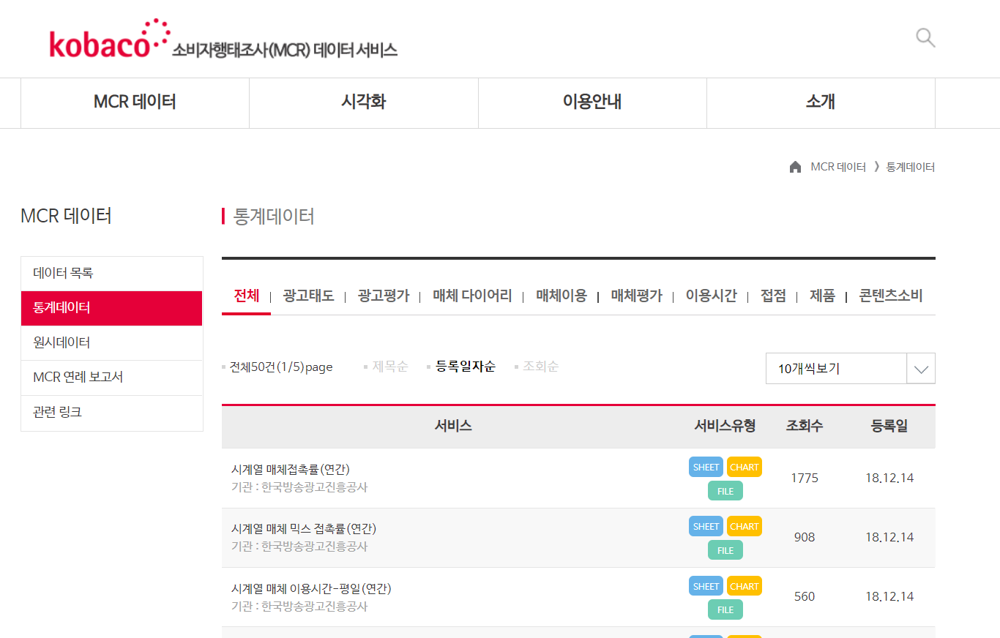 kobaco 소비자행태조사(MCR) 데이터 서비스
MCR 데이터
시각화
이용안내
소개
MCR 데이터 》 통계데이터
MCR 데이터
데이터 목록
통계데이터
원시데이터
MCR 연례 보고서
관련 링크
통계데이터
전체 | 광고태도 | 광고평가 | 매체 다이어리 | 매체이용 | 매체평가 | 이용시간 | 접점 | 제품 | 콘텐츠소비
전체50건(1/5)page 제목순 등록일자순 조회순
10개씩보기
서비스 서비스유형 조회수 등록일
시계열 매체접촉률(연간)
기관 : 한국방송광고진흥공사
SHEET CHART
FILE
1775
18.12.14
시계열 매체 믹스 접촉률(연간)
기관 : 한국방송광고진흥공사
SHEET CHART
FILE
908
18.12.14
시계열 매체 이용시간-평일(연간)
기관 : 한국방송광고진흥공사
SHEET CHART
FILE
560
18.12.14